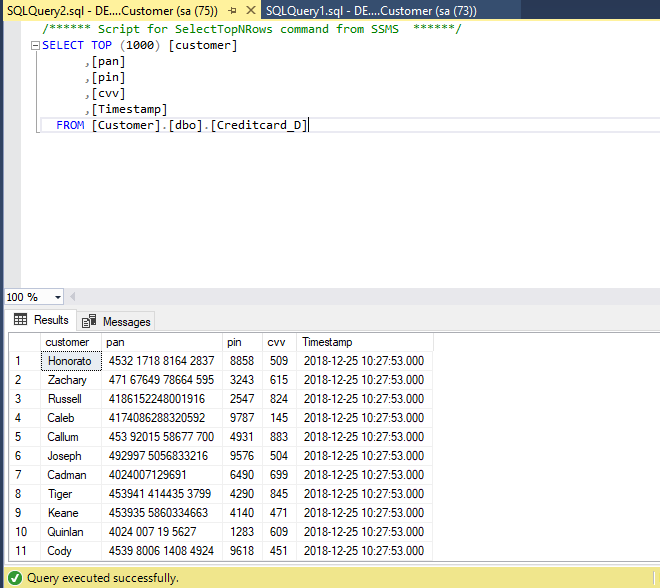 SQLQuery2.sql - DE....Customer (sa (75)) SQLQuery1.sql - DE....Customer (sa (73))
/****** Script for SelectTopNRows command from SSMS ******/
SELECT TOP (1000) [customer]
,[pan]
,[pin]
,[cvv]
,[Timestamp]
FROM [Customer].[dbo].[Creditcard_D]
100 %
Results Messages
customer pan pin cvv Timestamp
1 Honorato 4532 1718 8164 2837 8858 509 2018-12-25 10:27:53.000
2 Zachary 471 67649 78664 595 3243 615 2018-12-25 10:27:53.000
3 Russell 4186152248001916 2547 824 2018-12-25 10:27:53.000
4 Caleb 4174086288320592 9787 145 2018-12-25 10:27:53.000
5 Callum 453 92015 58677 700 4931 883 2018-12-25 10:27:53.000
6 Joseph 492997 5056833216 9576 504 2018-12-25 10:27:53.000
7 Cadman 4024007129691 6490 699 2018-12-25 10:27:53.000
8 Tiger 453941 414435 3799 4290 845 2018-12-25 10:27:53.000
9 Keane 453935 5860334663 4140 471 2018-12-25 10:27:53.000
10 Quinlan 4024 007 19 5627 1283 609 2018-12-25 10:27:53.000
11 Cody 4539 8006 1408 4924 9618 451 2018-12-25 10:27:53.000
Query executed successfully.